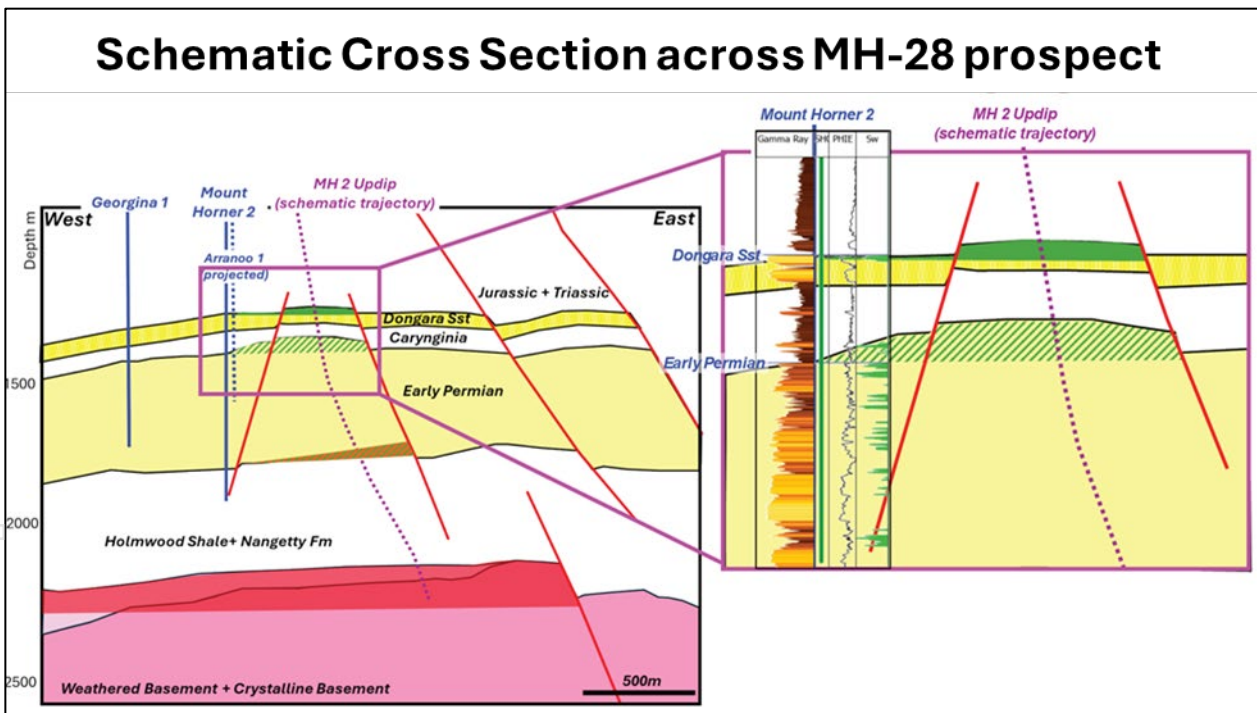 Schematic Cross Section across MH-28 prospect
Georgina 1
Mount
Horner 2
MH 2 Updip
(schematic trajectory)
West
East
Depth m
Arranoo 1
projected)
Jurassic + Triassic
Dongara Sst
Carynginia
1500
Early Permian
2000
Holmwood Shale+ Nangetty Fm
2500
Weathered Basement + Crystalline Basement
500m
Mount Horner 2
MH 2 Updip
(schematic trajectory)
Gamma Ray
PHIE
Sw
Dongara Sst
Early Permian